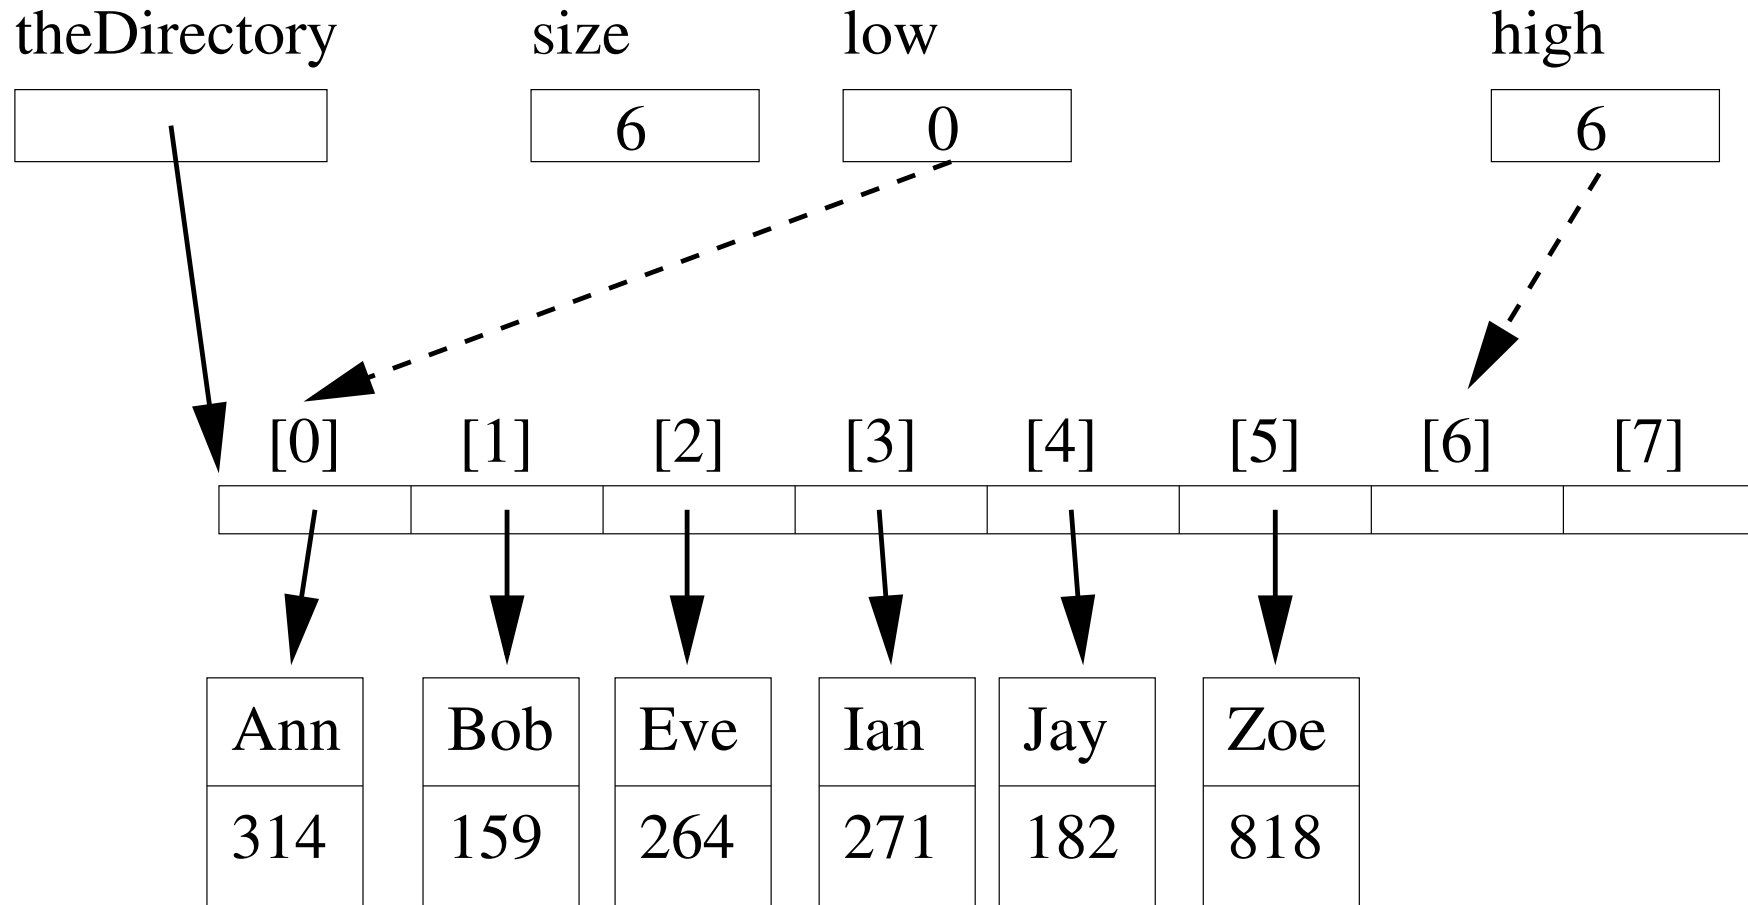 theDirectory size low high
6 0 6
[0] [1] [2] [3] [4] [5] [6] [7]
Ann Bob Eve Ian Jay Zoe
314 159 264 271 182 818